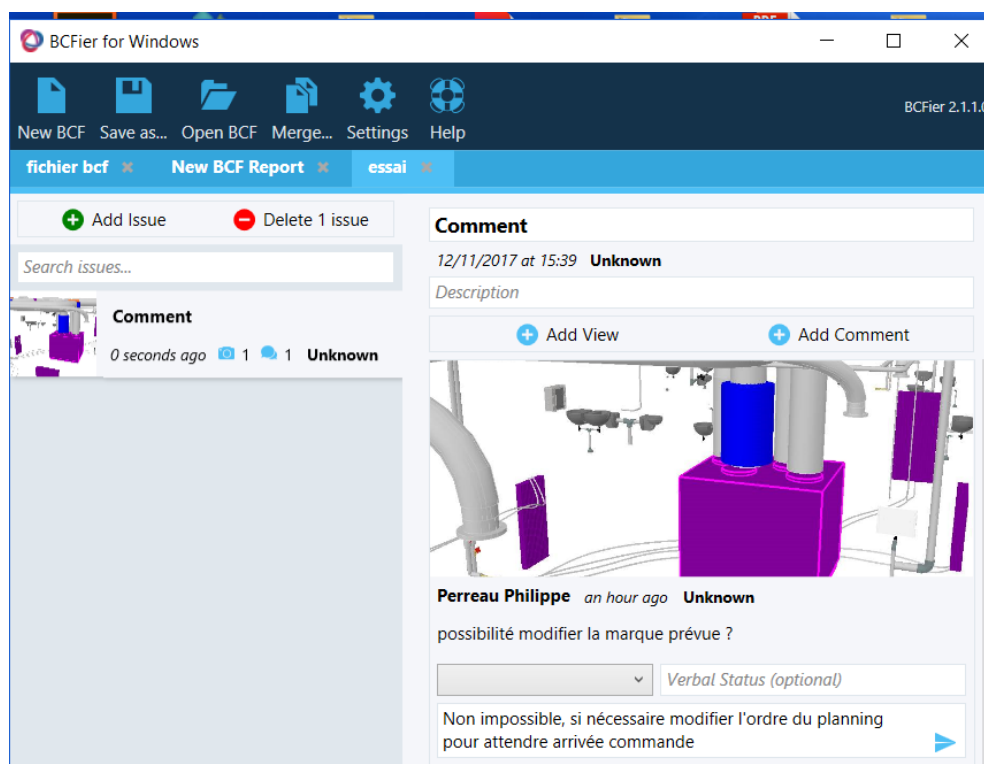 BCFier for Windows
New BCF Save as... Open BCF Merge... Settings Help
BCFier 2.1.1.0
fichier bcf New BCF Report essai
Add Issue Delete 1 issue
Search issues...
Comment
0 seconds ago 1 1 Unknown
Comment
12/11/2017 at 15:39 Unknown
Description
Add View Add Comment
Perreau Philippe an hour ago Unknown
possibilité modifier la marque prévue ?
Verbal Status (optional)
Non impossible, si nécessaire modifier l'ordre du planning
pour attendre arrivée commande